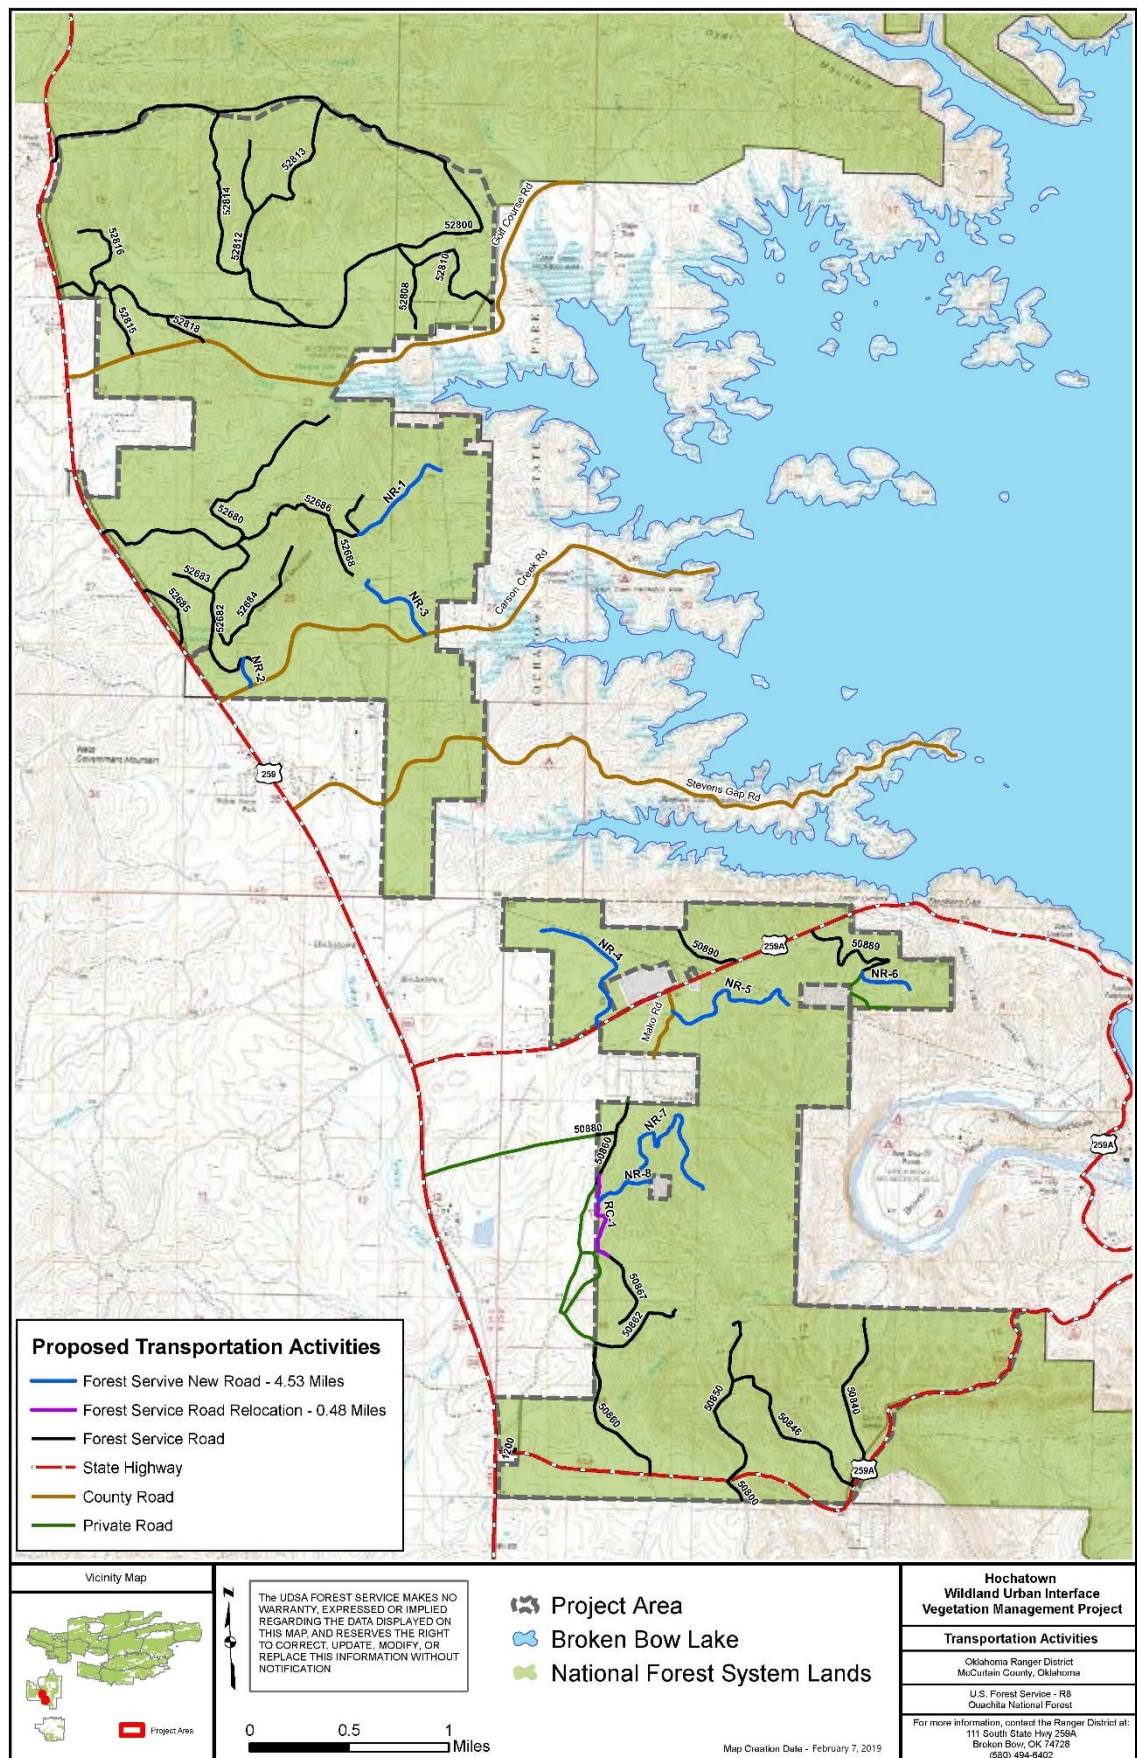 52813
52814
52812
52800
52816
52810
52808
52815
52818
Golf Course Rd
STATE PARK
Mountain
52680
52686
NR-1
52688
52683
52685
52682
52684
NR-3
NR-2
Carson Creek Rd
West
Government Mountain
259
Stevens Gap Rd
NR-4
50890
259A
50889
NR-6
NR-5
Mako Rd
50880
50860
NR-7
NR-8
RC-1
259A
50867
50862
50860
50850
50846
50840
1200
50800
259A
Proposed Transportation Activities
Forest Servive New Road - 4.53 Miles
Forest Service Road Relocation - 0.48 Miles
Forest Service Road
State Highway
County Road
Private Road
Vicinity Map
Project Area
N
The UDSA FOREST SERVICE MAKES NO
WARRANTY, EXPRESSED OR IMPLIED
REGARDING THE DATA DISPLAYED ON
THIS MAP, AND RESERVES THE RIGHT
TO CORRECT, UPDATE, MODIFY, OR
REPLACE THIS INFORMATION WITHOUT
NOTIFICATION
0 0.5 1
Miles
Project Area
Broken Bow Lake
National Forest System Lands
Map Creation Date - February 7, 2019
Hochatown
Wildland Urban Interface
Vegetation Management Project
Transportation Activities
Oklahoma Ranger District
McCurtain County, Oklahoma
U.S. Forest Service - R8
Ouachita National Forest
For more information, contact the Ranger District at:
111 South State Hwy 259A
Broken Bow, OK 74728
(580) 494-6402